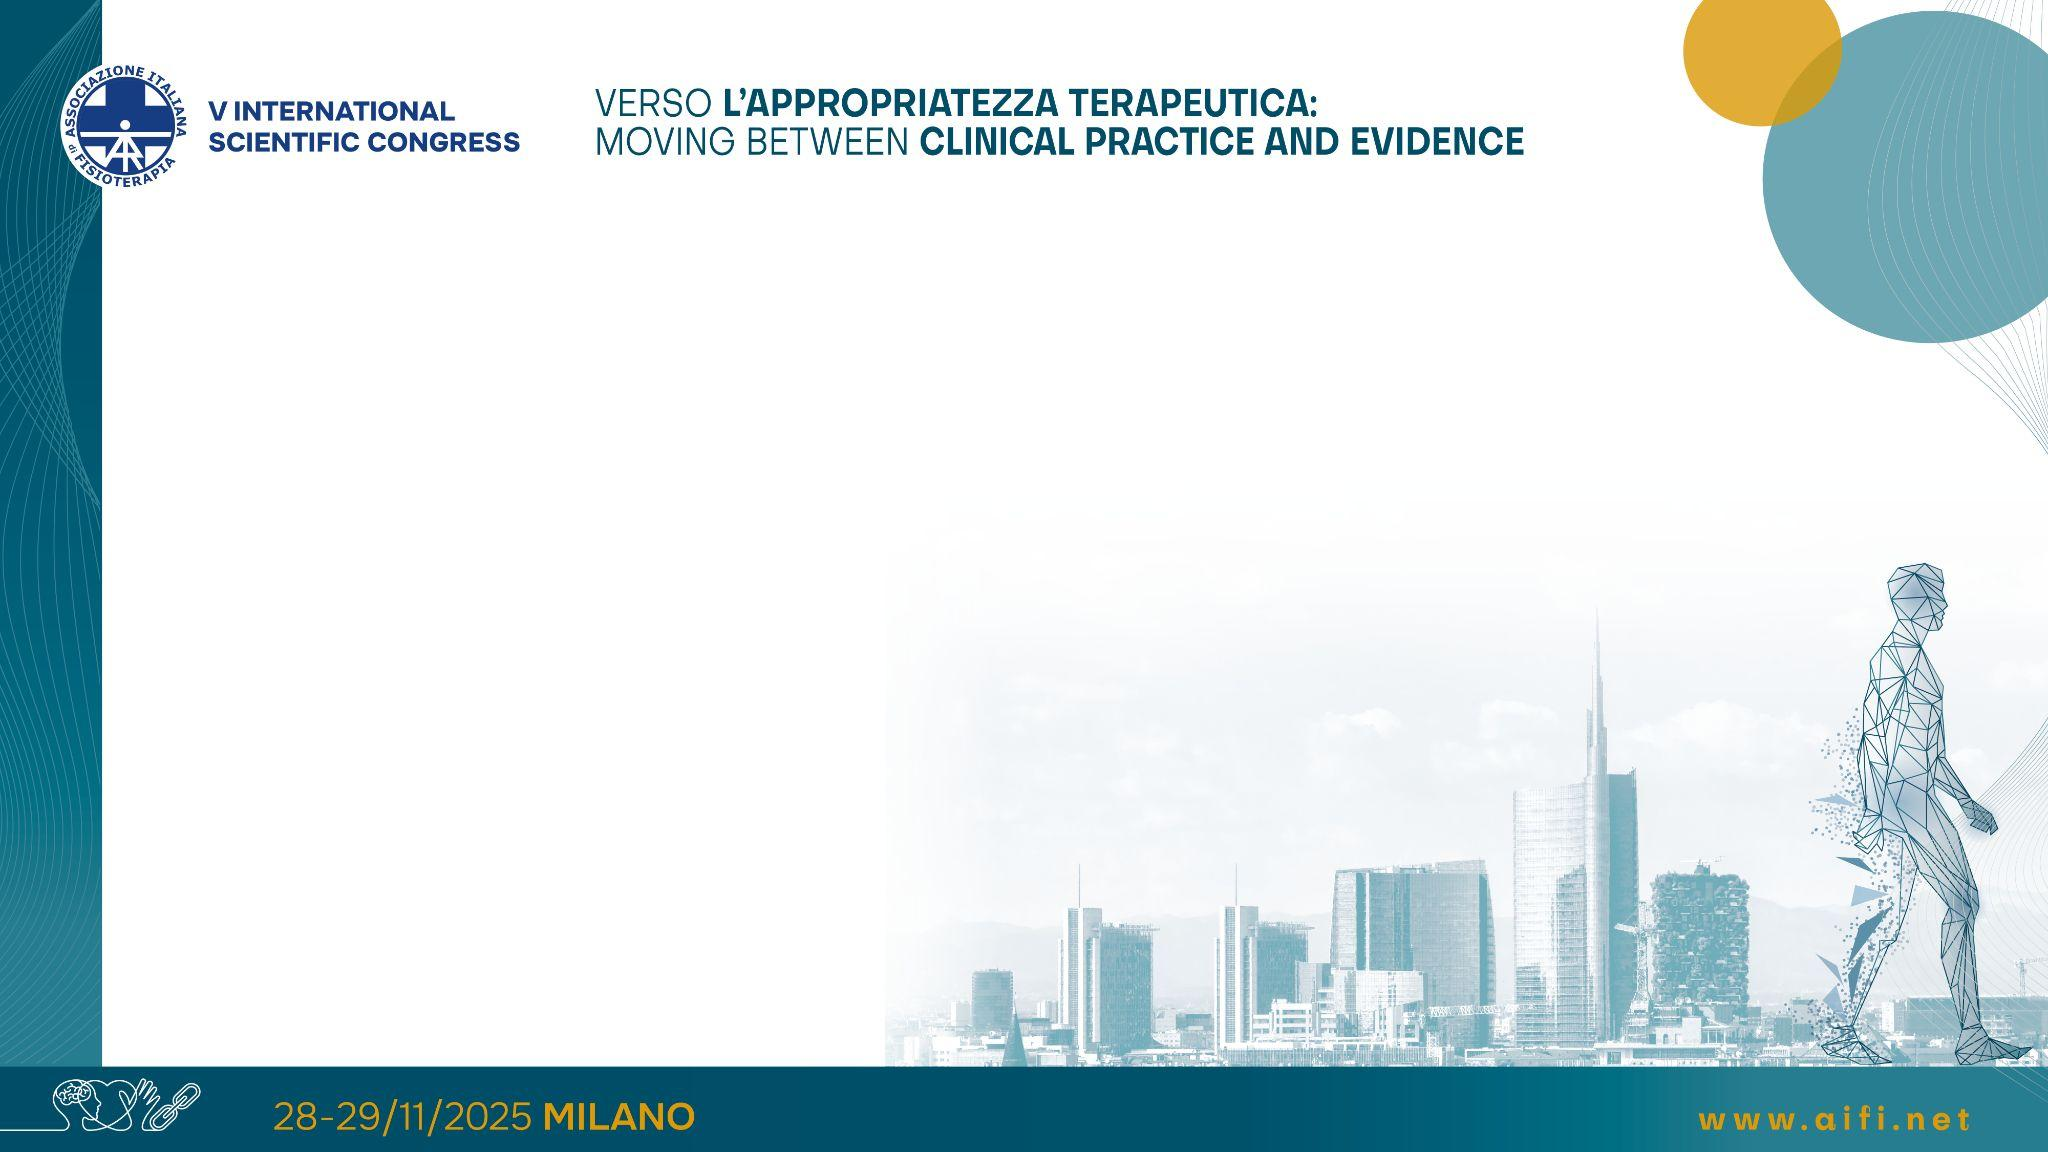 ASSOCIAZIONE ITALIANA
di FISIOTERAPIA
V INTERNATIONAL
SCIENTIFIC CONGRESS
VERSO L’APPROPRIATEZZA TERAPEUTICA:
MOVING BETWEEN CLINICAL PRACTICE AND EVIDENCE
28-29/11/2025 MILANO
www.aifi.net